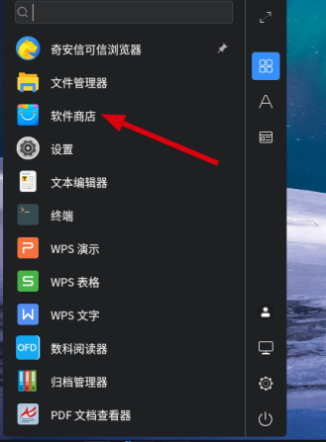 奇安信可信浏览器
文件管理器
软件商店
设置
文本编辑器
终端
WPS 演示
WPS 表格
WPS 文字
OFD 数科阅读器
归档管理器
PDF 文档查看器